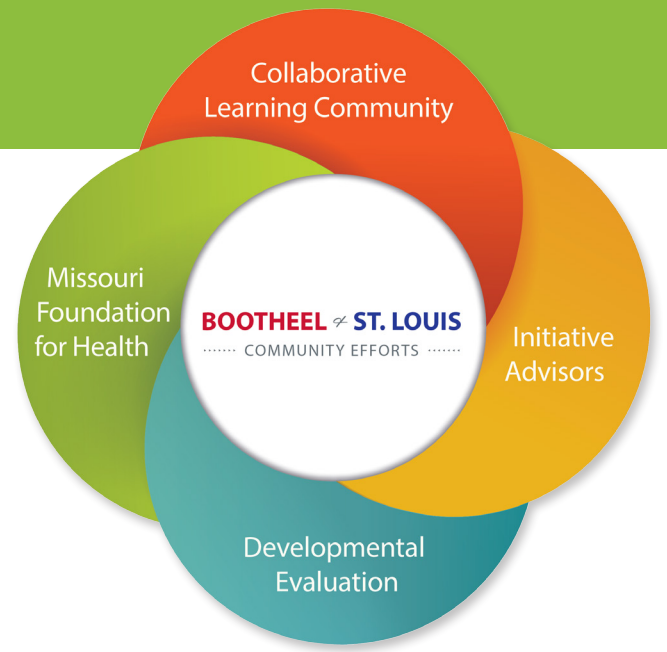 Collaborative
Learning Community
Missouri
Foundation
for Health
BOOTHEEL & ST. LOUIS
COMMUNITY EFFORTS
Initiative
Advisors
Developmental
Evaluation